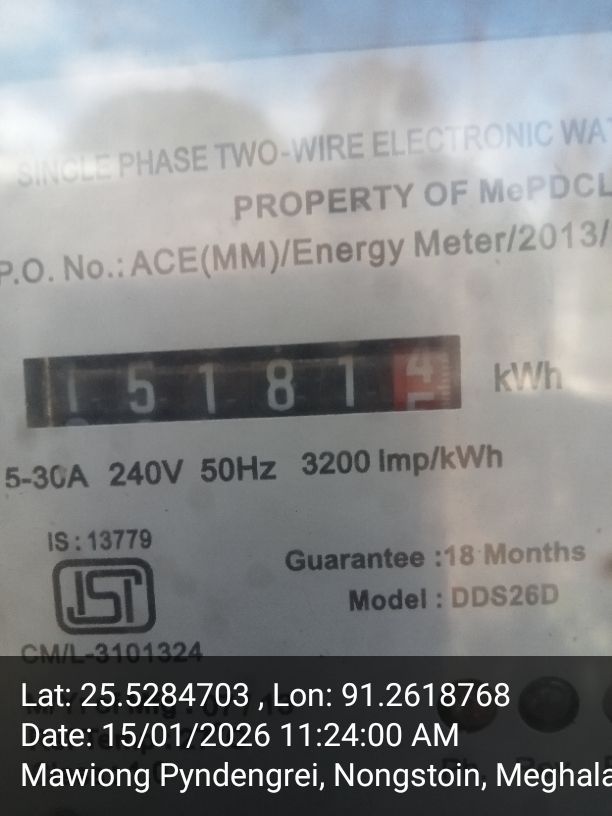 SINGLE PHASE TWO-WIRE ELECTRONIC WA
PROPERTY OF MePDCL
P.O. No.: ACE(MM)/Energy Meter/2013/
1 5 1 8 1 4 kWh
5-30A 240V 50Hz 3200 Imp/kWh
IS : 13779
Guarantee :18 Months
ISI
Model : DDS26D
CM/L-3101324
Lat: 25.5284703 , Lon: 91.2618768
Date: 15/01/2026 11:24:00 AM
Mawiong Pyndengrei, Nongstoin, Meghala